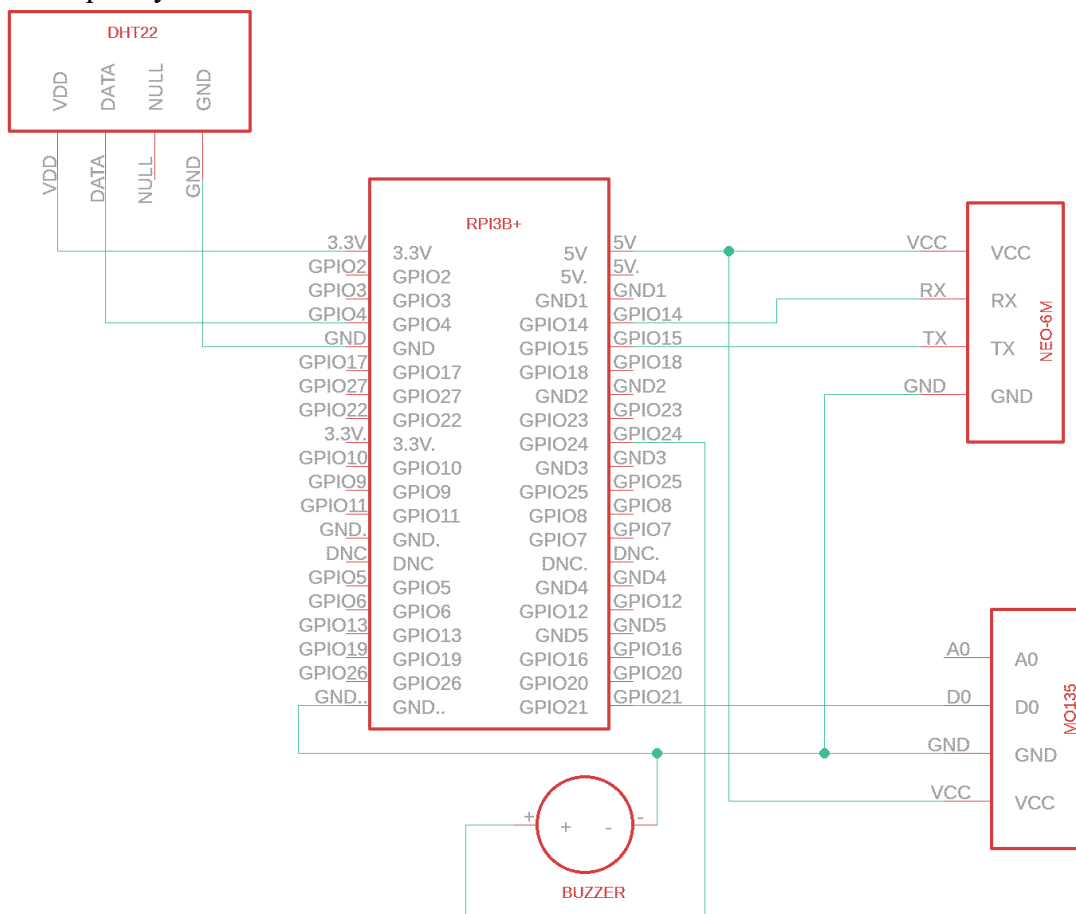 DHT22
VDD
DATA
NULL
GND
VDD
DATA
NULL
GND
RPI3B+
3.3V 3.3V 5V 5V
GPIO2 GPIO2 5V. 5V.
GPIO3 GPIO3 GND1 GND1
GPIO4 GPIO4 GPIO14 GPIO14
GND GND GPIO15 GPIO15
GPIO17 GPIO17 GPIO18 GPIO18
GPIO27 GPIO27 GND2 GND2
GPIO22 GPIO22 GPIO23 GPIO23
3.3V. 3.3V. GPIO24 GPIO24
GPIO10 GPIO10 GND3 GND3
GPIO9 GPIO9 GPIO25 GPIO25
GPIO11 GPIO11 GPIO8 GPIO8
GND. GND. GPIO7 GPIO7
DNC DNC DNC. DNC.
GPIO5 GPIO5 GND4 GND4
GPIO6 GPIO6 GPIO12 GPIO12
GPIO13 GPIO13 GND5 GND5
GPIO19 GPIO19 GPIO16 GPIO16
GPIO26 GPIO26 GPIO20 GPIO20
GND.. GND.. GPIO21 GPIO21
VCC VCC
RX RX
TX TX
GND GND
NEO-6M
A0 A0
D0 D0
GND GND
VCC VCC
MO135
+ + - -
BUZZER